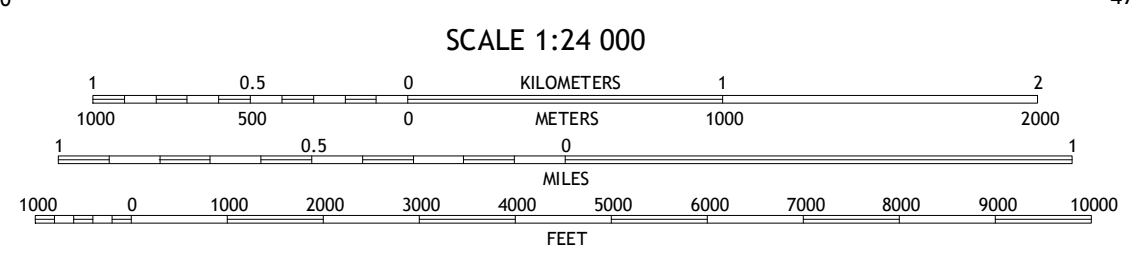 SCALE 1:24 000
1 0.5 0 KILOMETERS 1 2
1000 500 0 METERS 1000 2000
1 0.5 0 1
MILES
1000 0 1000 2000 3000 4000 5000 6000 7000 8000 9000 10000
FEET